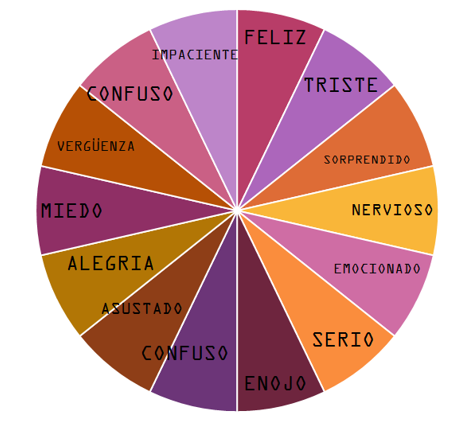 FELIZ
TRISTE
SORPRENDIDO
NERVIOSO
EMOCIONADO
SERIO
ENOJO
CONFUSO
ASUSTADO
ALEGRIA
MIEDO
VERGÜENZA
CONFUSO
IMPACIENTE